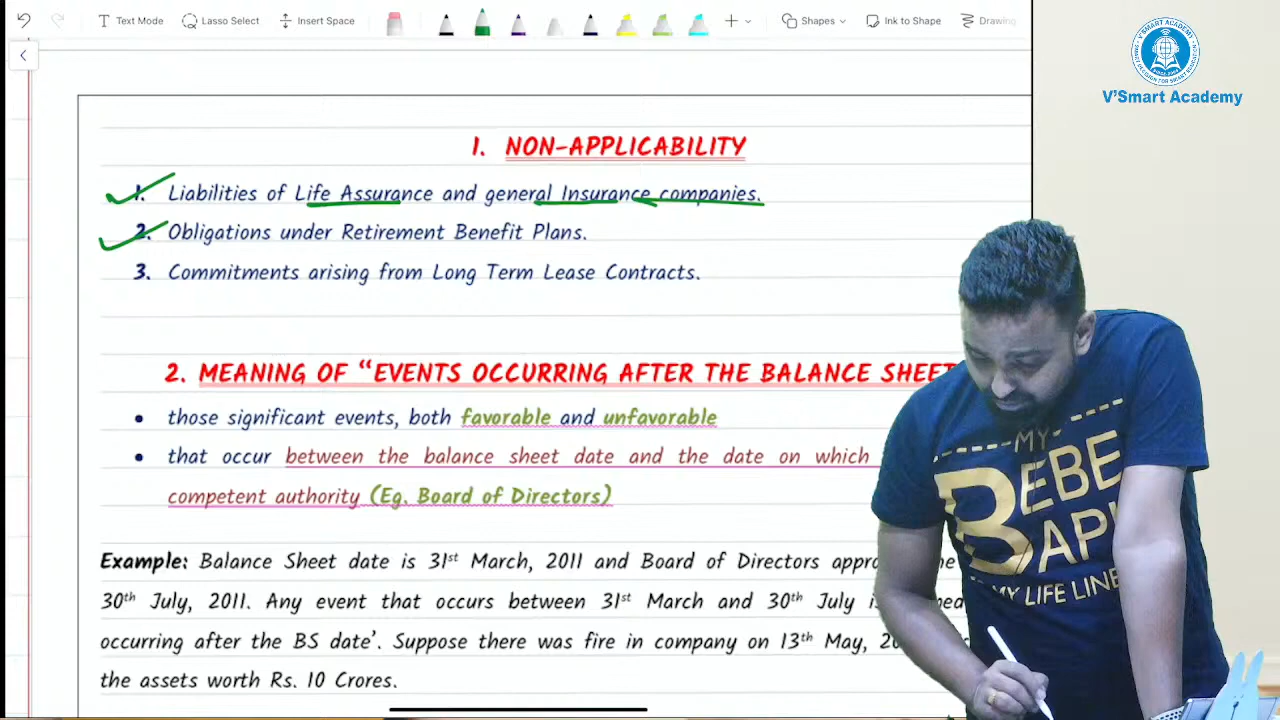 Text Mode Lasso Select Insert Space Shapes Ink to Shape Drawing
V'SMART ACADEMY
V'Smart Academy
1. NON-APPLICABILITY
1. Liabilities of Life Assurance and general Insurance companies.
2. Obligations under Retirement Benefit Plans.
3. Commitments arising from Long Term Lease Contracts.
2. MEANING OF “EVENTS OCCURRING AFTER THE BALANCE SHEET
• those significant events, both favorable and unfavorable
• that occur between the balance sheet date and the date on which
competent authority (Eg. Board of Directors)
Example: Balance Sheet date is 31st March, 2011 and Board of Directors
30th July, 2011. Any event that occurs between 31st March and 30th July
occurring after the BS date’. Suppose there was fire in company on 13th May,
the assets worth Rs. 10 Crores.
MY
BEBE
BAPU
MY LIFE LINE